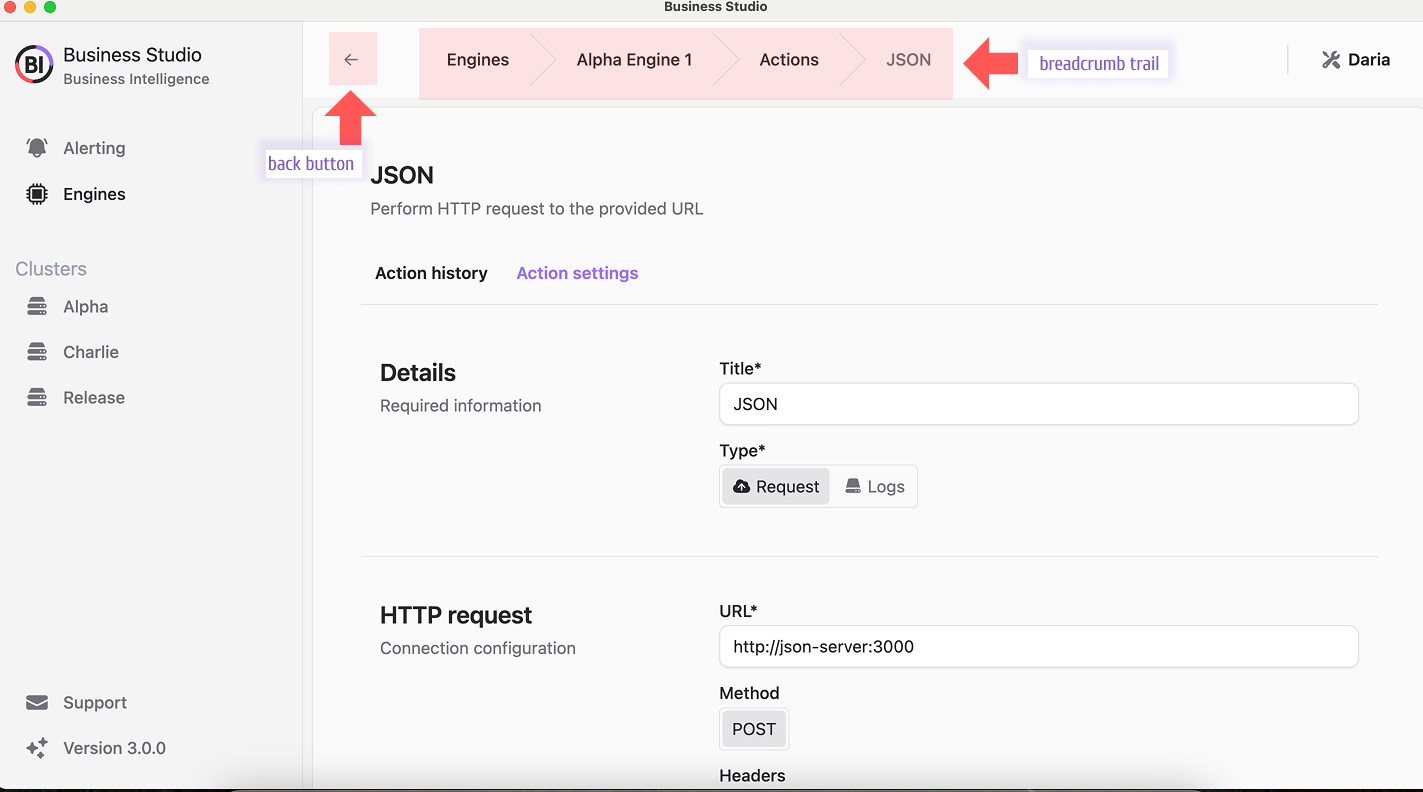 Business Studio
BI
Business Studio
Business Intelligence
Alerting
Engines
Clusters
Alpha
Charlie
Release
Support
Version 3.0.0
Engines
Alpha Engine 1
Actions
JSON
breadcrumb trail
Daria
back button
JSON
Perform HTTP request to the provided URL
Action history
Action settings
Details
Required information
Title*
JSON
Type*
Request
Logs
HTTP request
Connection configuration
URL*
http://json-server:3000
Method
POST
Headers